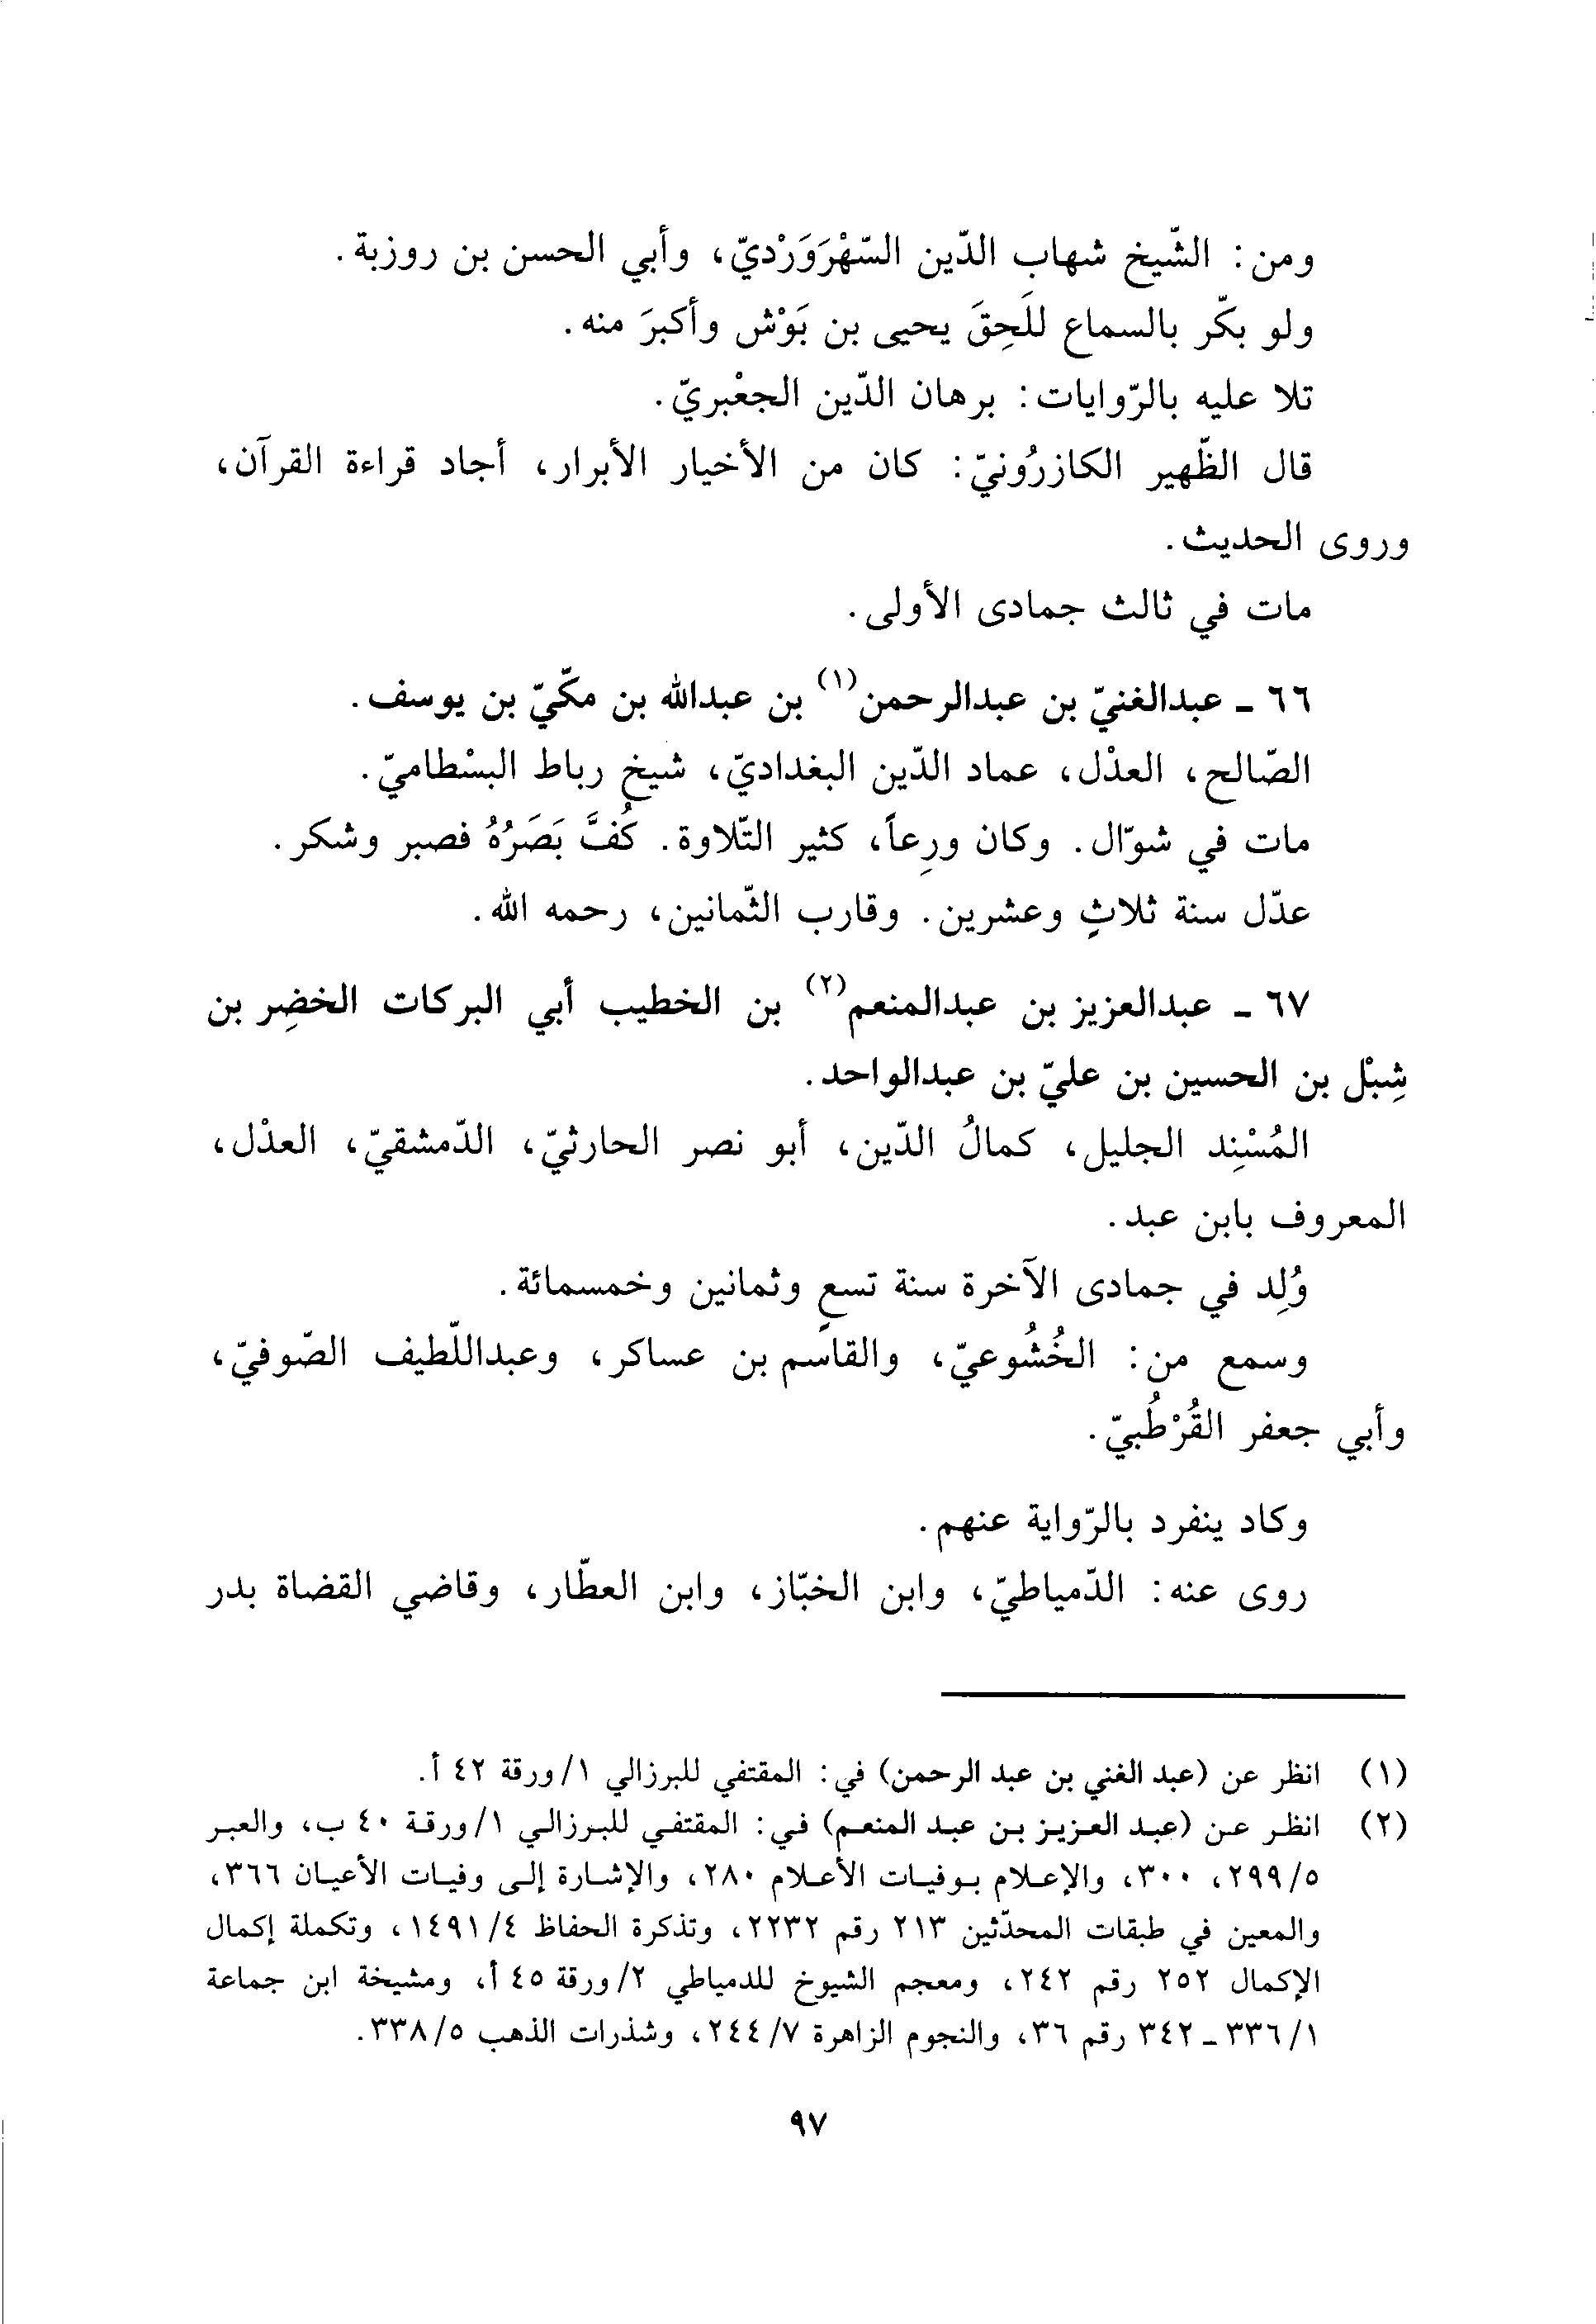 ومن: الشّيخ شهاب الدّين السّهْرَوَرْديّ، وأبي الحسن بن روزبة.
ولو بكّر بالسماع للَحِقَ يحيى بن بَوْش وأكبرَ منه.
تلا عليه بالرّوايات: برهان الدّين الجعْبريّ.
قال الظّهير الكازرُونيّ: كان من الأخيار الأبرار، أجاد قراءة القرآن،
وروى الحديث.
مات في ثالث جمادى الأولى.
٦٦ ـ عبدالغنيّ بن عبدالرحمن(١) بن عبدالله بن مكّيّ بن يوسف.
الصّالح، العدْل، عماد الدّين البغداديّ، شيخ رباط البسْطاميّ.
مات في شوّال. وكان ورِعاً، كثير التّلاوة. كُفَّ بَصَرُهُ فصبر وشكر.
عدّل سنة ثلاثٍ وعشرين. وقارب الثّمانين، رحمه الله.
٦٧ ـ عبدالعزيز بن عبدالمنعم(٢) بن الخطيب أبي البركات الخضِر بن
شِبْل بن الحسين بن عليّ بن عبدالواحد.
المُسْنِد الجليل، كمالُ الدّين، أبو نصر الحارثيّ، الدّمشقيّ، العدْل،
المعروف بابن عبد.
وُلِد في جمادى الآخرة سنة تسعٍ وثمانين وخمسمائة.
وسمع من: الخُشُوعيّ، والقاسم بن عساكر، وعبداللّطيف الصّوفيّ،
وأبي جعفر القُرْطُبيّ.
وكاد ينفرد بالرّواية عنهم.
روى عنه: الدّمياطيّ، وابن الخبّاز، وابن العطّار، وقاضي القضاة بدر
(١) انظر عن (عبد الغني بن عبد الرحمن) في: المقتفي للبرزالي ١/ورقة ٤٢ أ.
(٢) انظر عن (عبد العزيز بن عبد المنعم) في: المقتفي للبرزالي ١/ورقة ٤٠ ب، والعبر
٥/٢٩٩، ٣٠٠، والإعلام بوفيات الأعلام ٢٨٠، والإشارة إلى وفيات الأعيان ٣٦٦،
والمعين في طبقات المحدّثين ٢١٣ رقم ٢٢٣٢، وتذكرة الحفاظ ٤/١٤٩١، وتكملة إكمال
الإكمال ٢٥٢ رقم ٢٤٢، ومعجم الشيوخ للدمياطي ٢/ورقة ٤٥ أ، ومشيخة ابن جماعة
١/٣٣٦ ـ ٣٤٢ رقم ٣٦، والنجوم الزاهرة ٧/٢٤٤، وشذرات الذهب ٥/٣٣٨.
٩٧